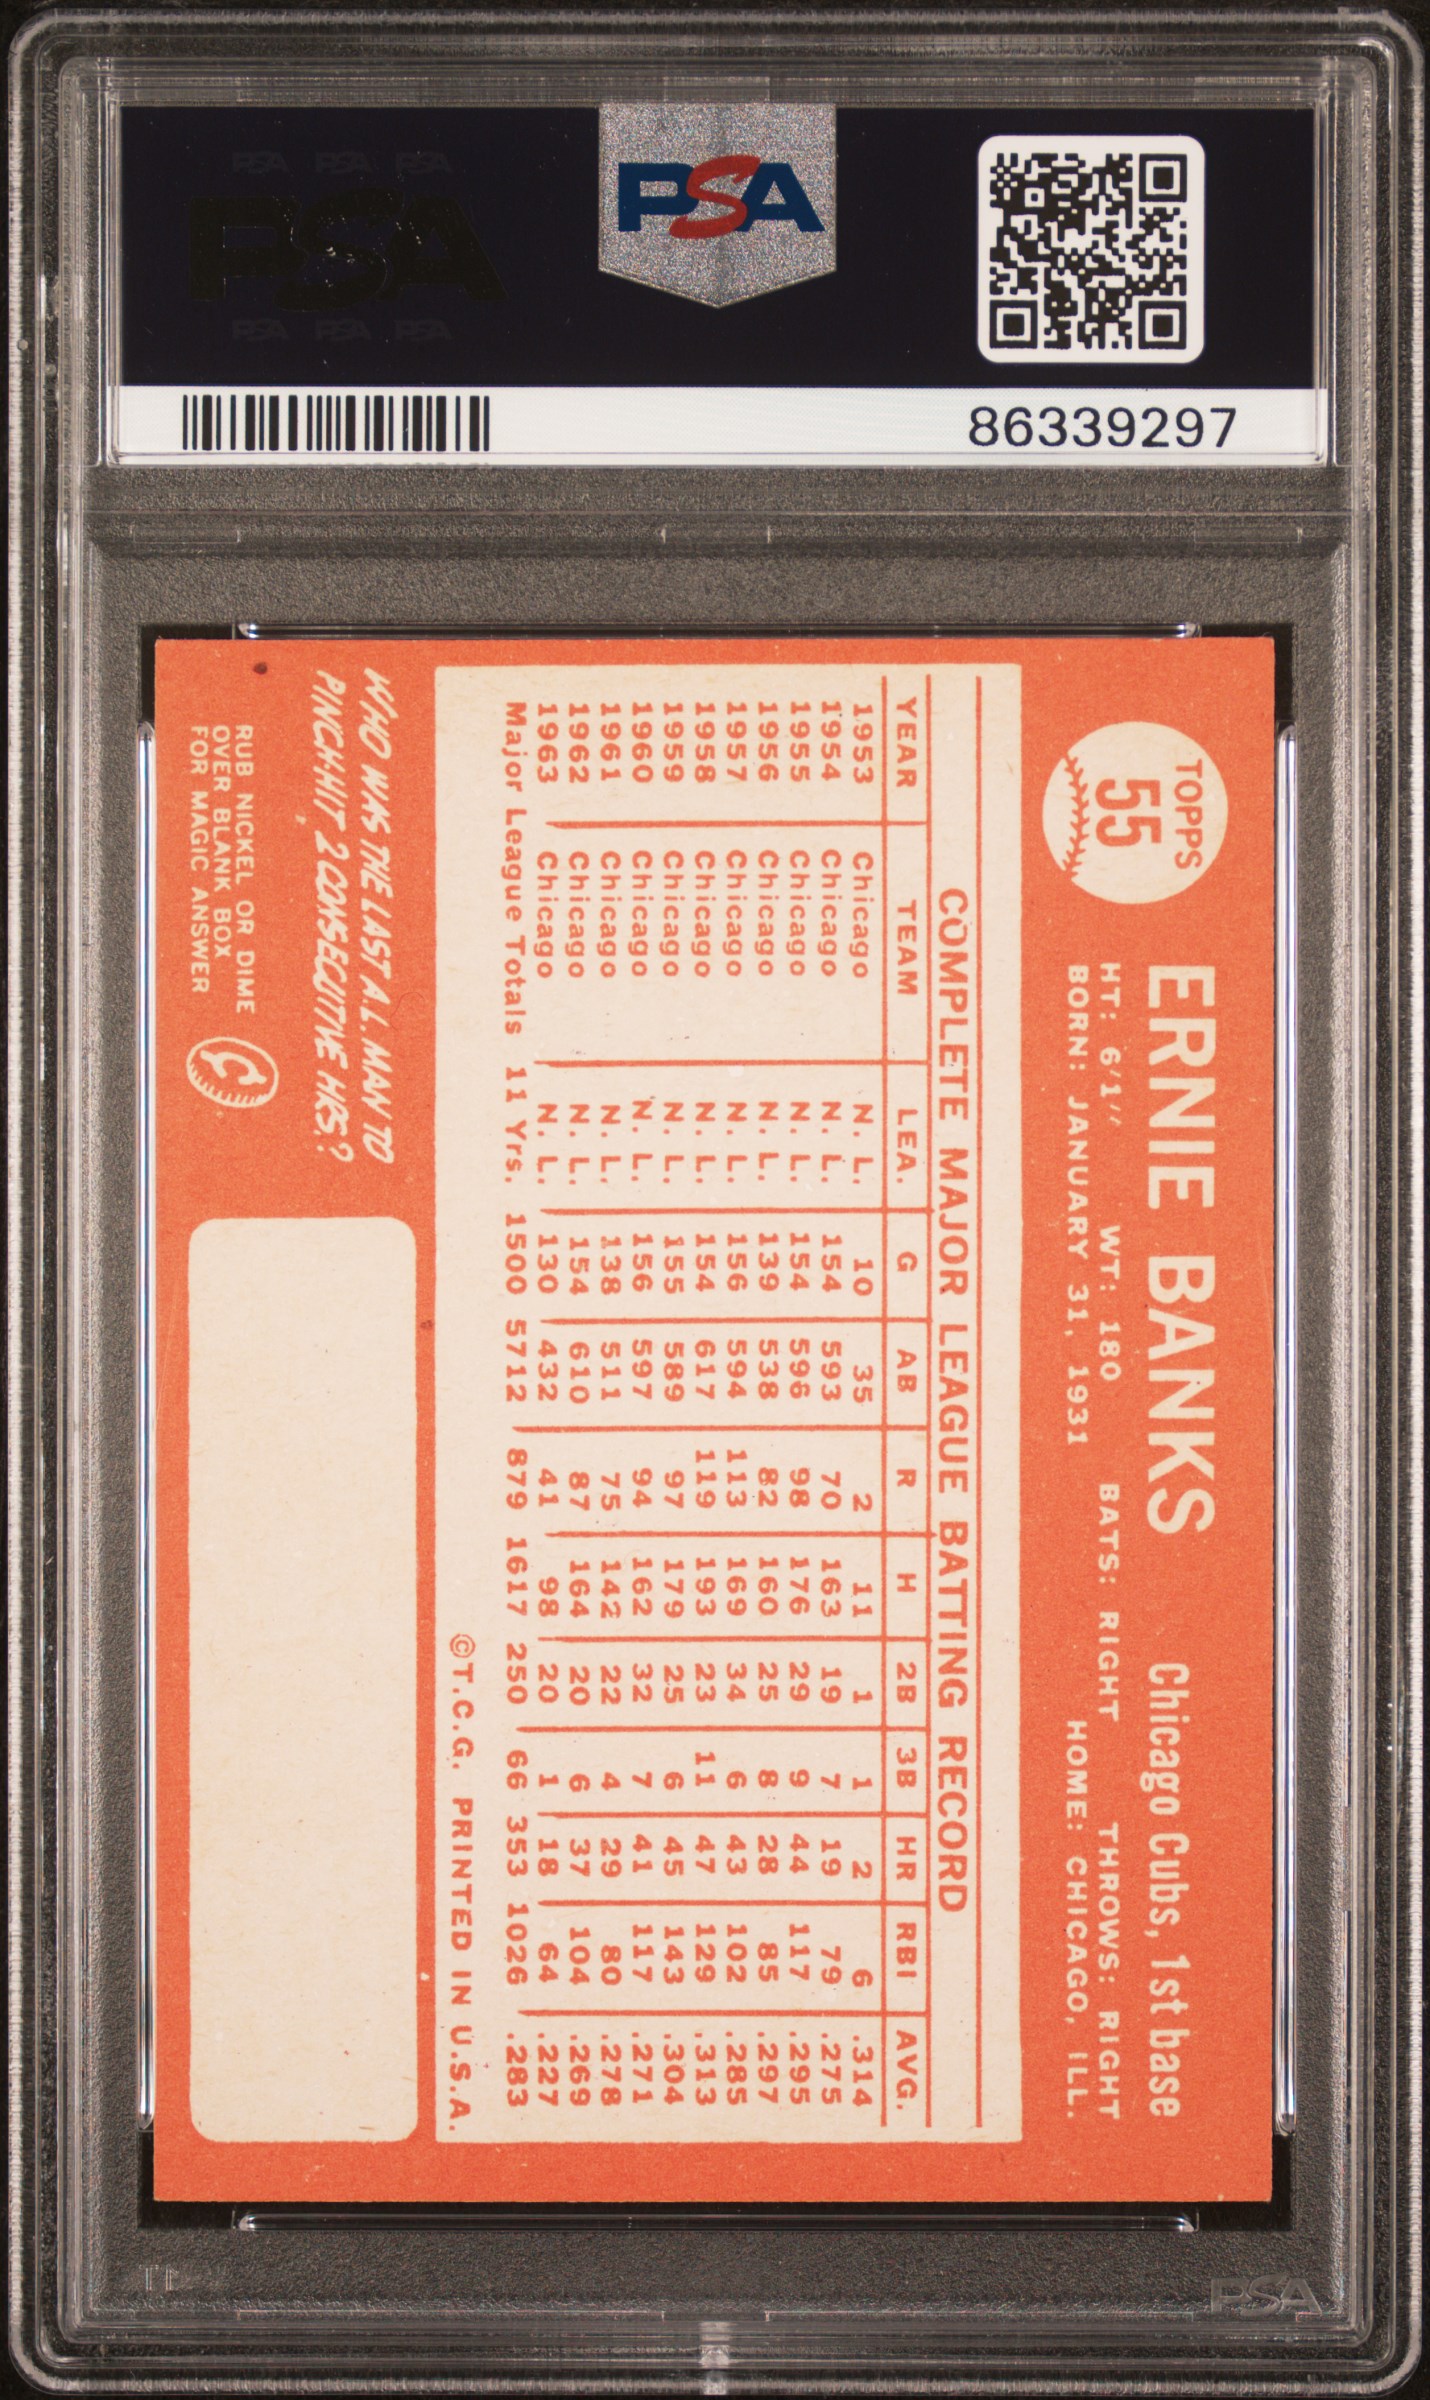 PSA
86339297
TOPPS
55
ERNIE BANKS Chicago Cubs, 1st base
HT: 6'1" WT: 180 BATS: RIGHT THROWS: RIGHT
BORN: JANUARY 31, 1931 HOME: CHICAGO, ILL.
COMPLETE MAJOR LEAGUE BATTING RECORD
YEAR TEAM LEA. G AB R H 2B 3B HR RBI AVG.
1953 Chicago N. L. 10 35 2 11 1 1 2 6 .314
1954 Chicago N. L. 154 593 70 163 19 7 19 79 .275
1955 Chicago N. L. 154 596 98 176 29 9 44 117 .295
1956 Chicago N. L. 139 538 82 160 25 8 28 85 .297
1957 Chicago N. L. 156 594 113 169 34 6 43 102 .285
1958 Chicago N. L. 154 617 119 193 23 11 47 129 .313
1959 Chicago N. L. 155 589 97 179 25 6 45 143 .304
1960 Chicago N. L. 156 597 94 162 32 7 41 117 .271
1961 Chicago N. L. 138 511 75 142 22 4 29 80 .278
1962 Chicago N. L. 154 610 87 164 20 6 37 104 .269
1963 Chicago N. L. 130 432 41 98 20 1 18 64 .227
Major League Totals 11 Yrs. 1500 5712 879 1617 250 66 353 1026 .283
©T.C.G. PRINTED IN U.S.A.
WHO WAS THE LAST A.L. MAN TO
PINCH-HIT 2 CONSECUTIVE HRS.?
RUB NICKEL OR DIME
OVER BLANK BOX
FOR MAGIC ANSWER
C
PSA
PSA PSA PSA
PSA
PSA PSA PSA